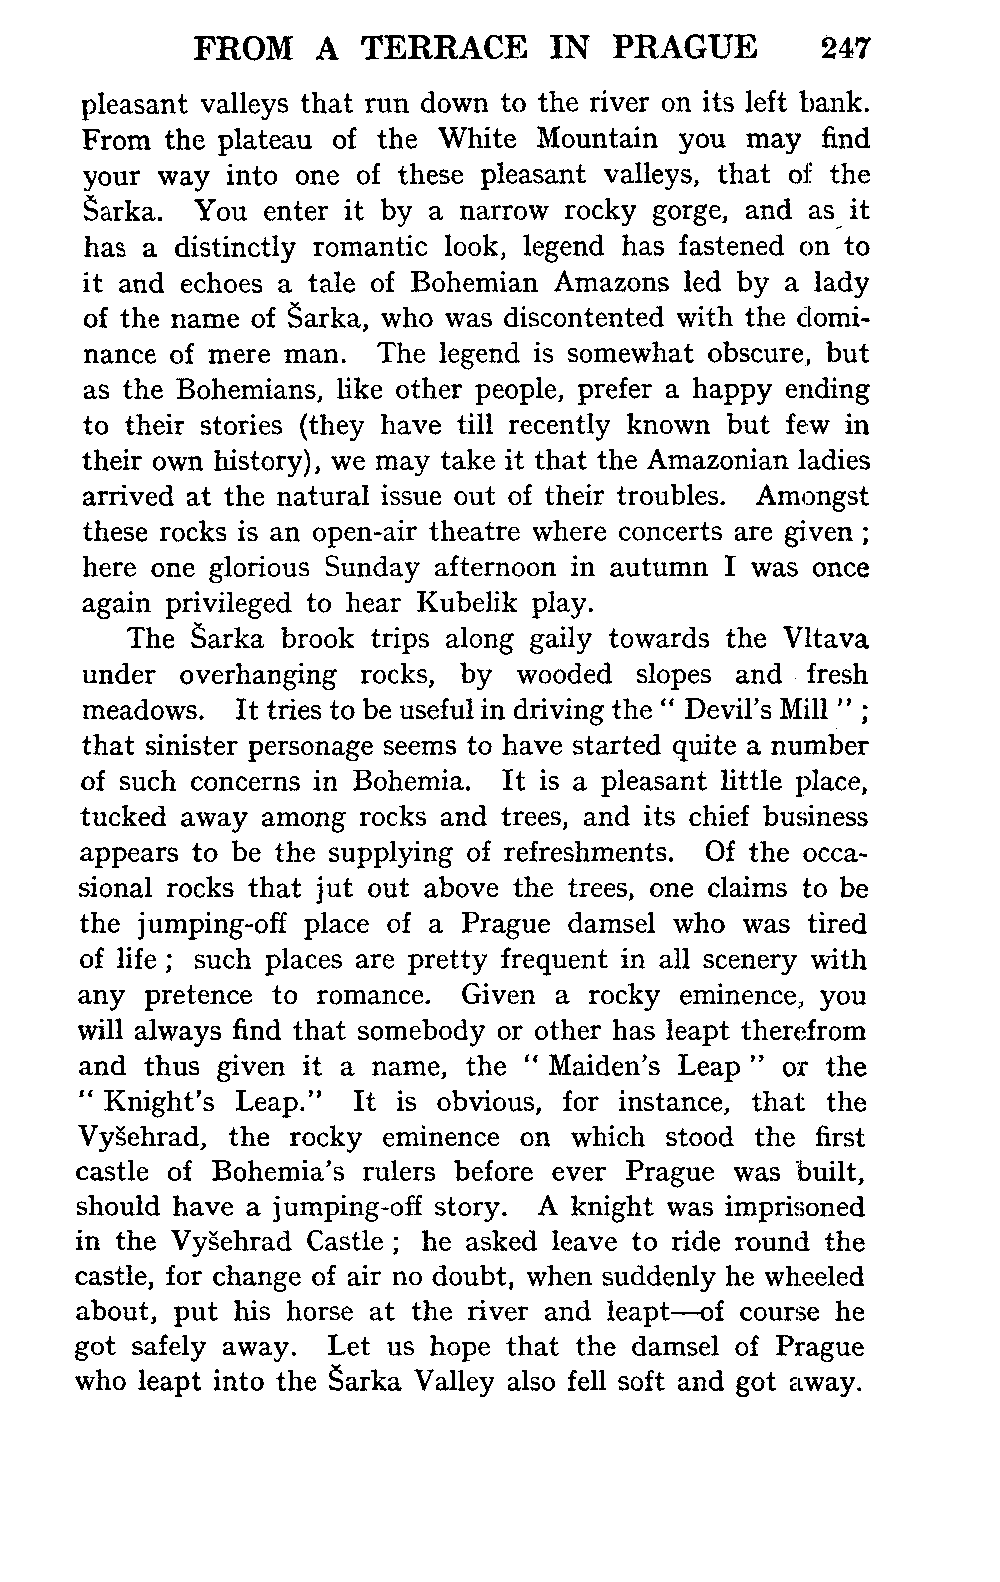 FROM A TERRACE IN PRAGUE 247
pleasant valleys that run down to the river on its left bank.
From the plateau of the White Mountain you may find
your way into one of these pleasant valleys, that of the
Šarka. You enter it by a narrow rocky gorge, and as it
has a distinctly romantic look, legend has fastened on to
it and echoes a tale of Bohemian Amazons led by a lady
of the name of Šarka, who was discontented with the domi-
nance of mere man. The legend is somewhat obscure, but
as the Bohemians, like other people, prefer a happy ending
to their stories (they have till recently known but few in
their own history), we may take it that the Amazonian ladies
arrived at the natural issue out of their troubles. Amongst
these rocks is an open-air theatre where concerts are given ;
here one glorious Sunday afternoon in autumn I was once
again privileged to hear Kubelik play.
The Šarka brook trips along gaily towards the Vltava
under overhanging rocks, by wooded slopes and fresh
meadows. It tries to be useful in driving the " Devil's Mill " ;
that sinister personage seems to have started quite a number
of such concerns in Bohemia. It is a pleasant little place,
tucked away among rocks and trees, and its chief business
appears to be the supplying of refreshments. Of the occa-
sional rocks that jut out above the trees, one claims to be
the jumping-off place of a Prague damsel who was tired
of life ; such places are pretty frequent in all scenery with
any pretence to romance. Given a rocky eminence, you
will always find that somebody or other has leapt therefrom
and thus given it a name, the " Maiden's Leap " or the
" Knight's Leap." It is obvious, for instance, that the
Vyšehrad, the rocky eminence on which stood the first
castle of Bohemia's rulers before ever Prague was built,
should have a jumping-off story. A knight was imprisoned
in the Vyšehrad Castle ; he asked leave to ride round the
castle, for change of air no doubt, when suddenly he wheeled
about, put his horse at the river and leapt—of course he
got safely away. Let us hope that the damsel of Prague
who leapt into the Šarka Valley also fell soft and got away.